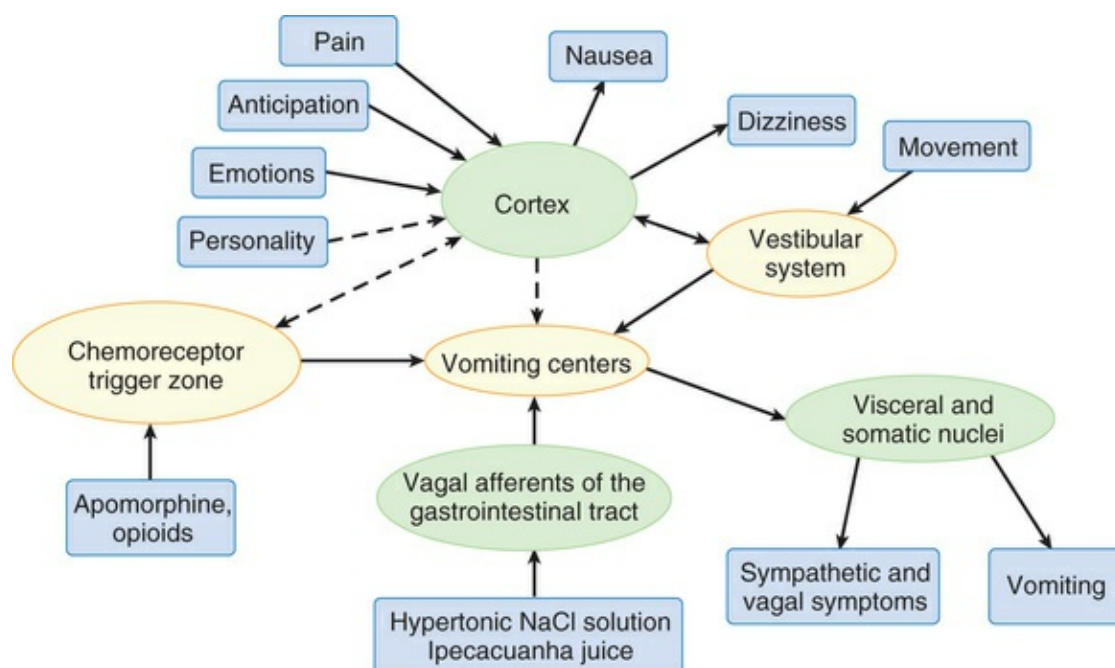 Pain
Nausea
Anticipation
Dizziness
Movement
Emotions
Cortex
Personality
Vestibular
system
Chemoreceptor
trigger zone
Vomiting centers
Visceral and
somatic nuclei
Vagal afferents of the
gastrointestinal tract
Apomorphine,
opioids
Sympathetic and
vagal symptoms
Vomiting
Hypertonic NaCl solution
Ipecacuanha juice